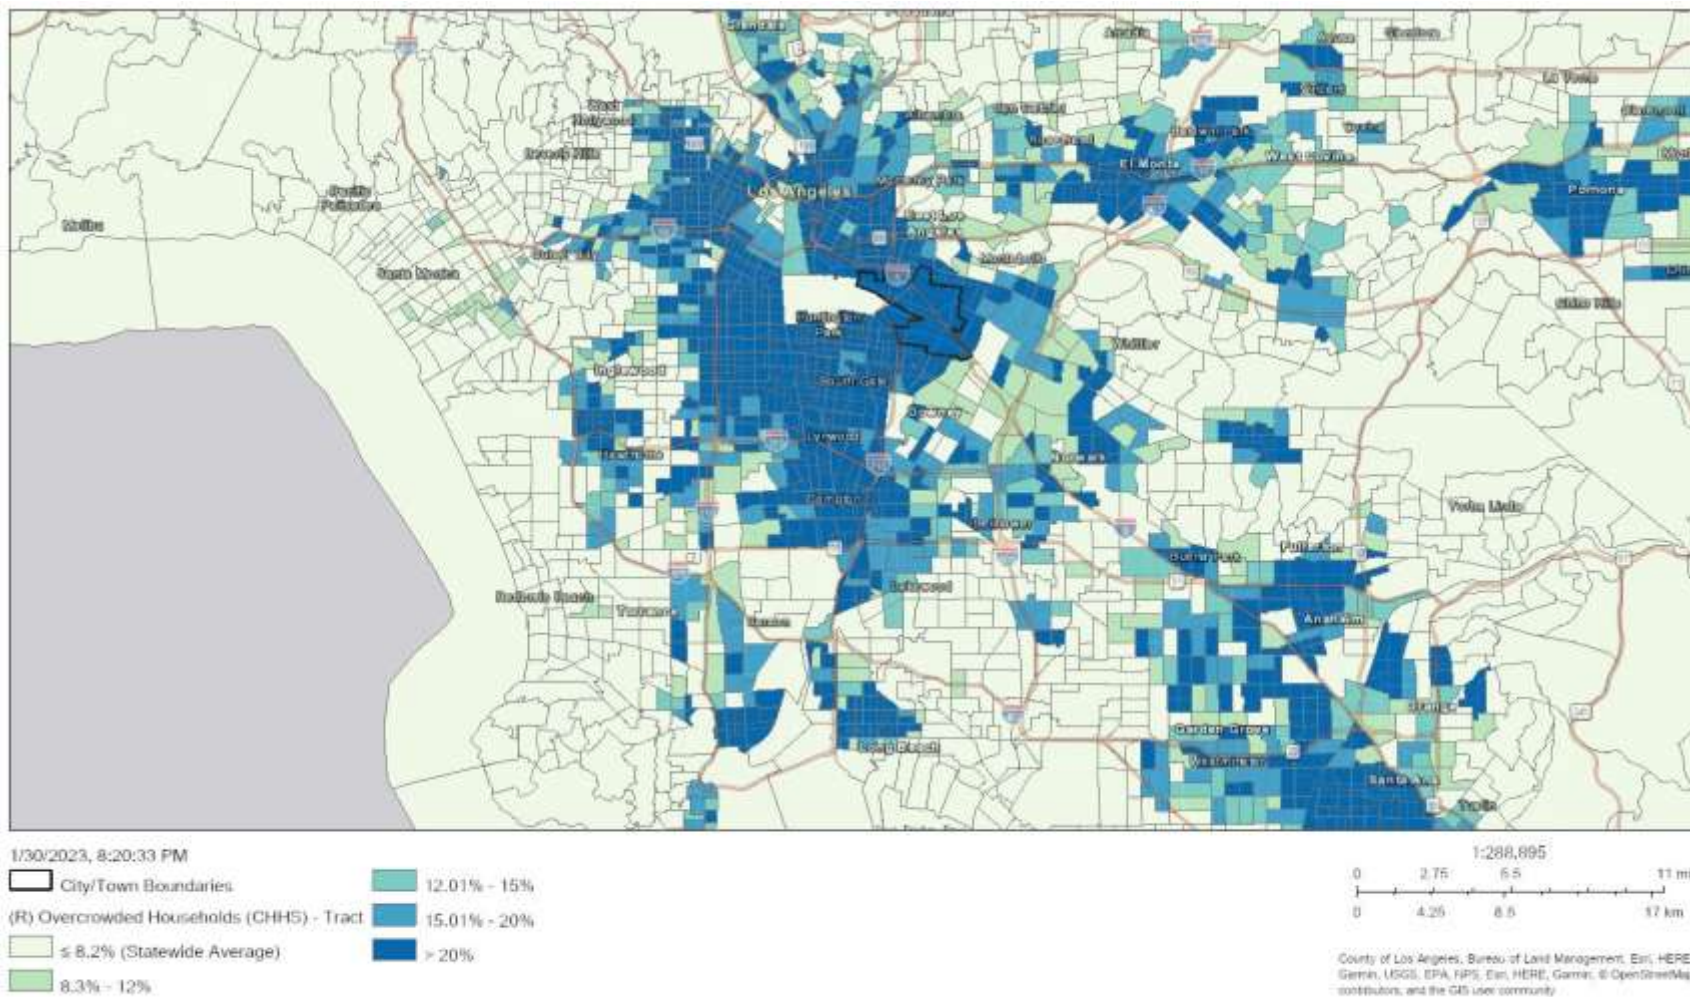 Glendale
Arcadia
Azusa
Glendora
La Verne
West
Hollywood
Alhambra
San Gabriel
Rosemead
Baldwin Park
Covina
Claremont
Beverly Hills
El Monte
West Covina
Pacific
Palisades
Los Angeles
Monterey Park
Pomona
Malibu
East Los
Angeles
Culver City
Montebello
Santa Monica
Chino Hills
Huntington
Park
Whittier
Inglewood
South Gate
Downey
Hawthorne
Lynwood
Norwalk
Compton
Yorba Linda
Bellflower
Buena Park
Fullerton
Redondo Beach
Torrance
Lakewood
Carson
Anaheim
Orange
Garden Grove
Long Beach
Westminster
Santa Ana
Tustin
1/30/2023, 8:20:33 PM
City/Town Boundaries
(R) Overcrowded Households (CHHS) - Tract
≤ 8.2% (Statewide Average)
8.3% - 12%
12.01% - 15%
15.01% - 20%
> 20%
1:288,895
0 2.75 5.5 11 mi
0 4.25 8.5 17 km
County of Los Angeles, Bureau of Land Management, Esri, HERE,
Garmin, USGS, EPA, NPS, Esri, HERE, Garmin, © OpenStreetMap
contributors, and the GIS user community